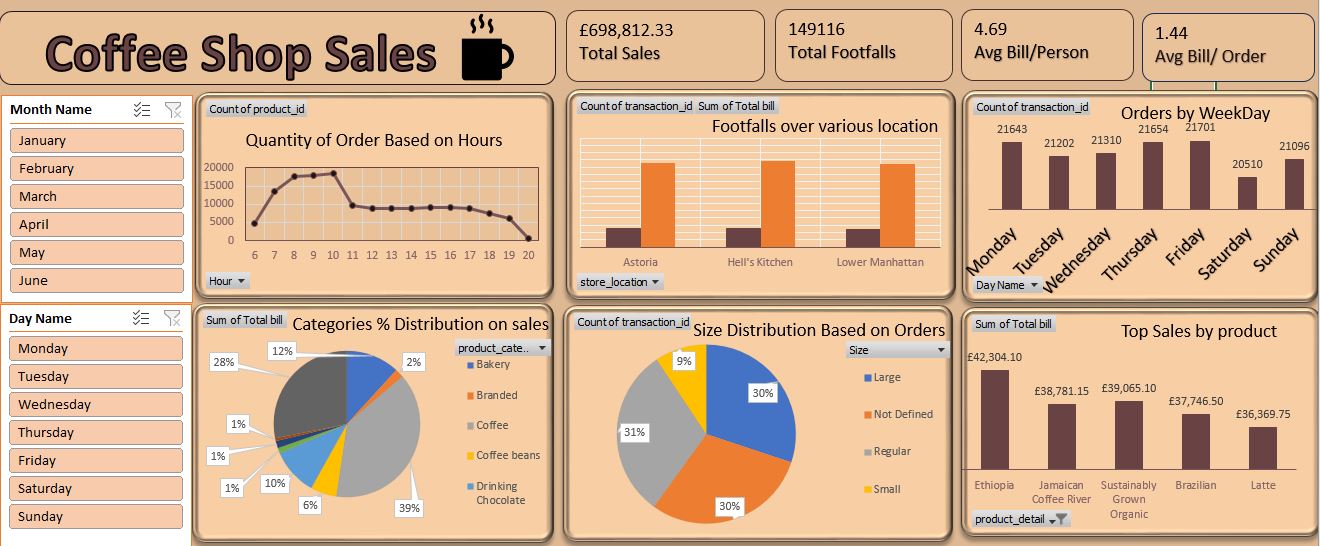 Coffee Shop Sales
£698,812.33
Total Sales
149116
Total Footfalls
4.69
Avg Bill/Person
1.44
Avg Bill/ Order
Month Name
January
February
March
April
May
June
Day Name
Monday
Tuesday
Wednesday
Thursday
Friday
Saturday
Sunday
Count of product_id
Quantity of Order Based on Hours
20000
15000
10000
5000
0
6 7 8 9 10 11 12 13 14 15 16 17 18 19 20
Hour
Count of transaction_id Sum of Total bill
Footfalls over various location
Astoria Hell's Kitchen Lower Manhattan
store_location
Count of transaction_id
Orders by WeekDay
21643 21202 21310 21654 21701 20510 21096
Monday Tuesday Wednesday Thursday Friday Saturday Sunday
Day Name
Sum of Total bill
Categories % Distribution on sales
product_cate..
12%
2%
28%
1%
1%
1%
10%
6%
39%
Bakery
Branded
Coffee
Coffee beans
Drinking
Chocolate
Count of transaction_id
Size Distribution Based on Orders
Size
9%
30%
31%
30%
Large
Not Defined
Regular
Small
Sum of Total bill
Top Sales by product
£42,304.10 £38,781.15 £39,065.10 £37,746.50 £36,369.75
Ethiopia Jamaican Sustainably Brazilian Latte
Coffee River Grown
Organic
product_detail